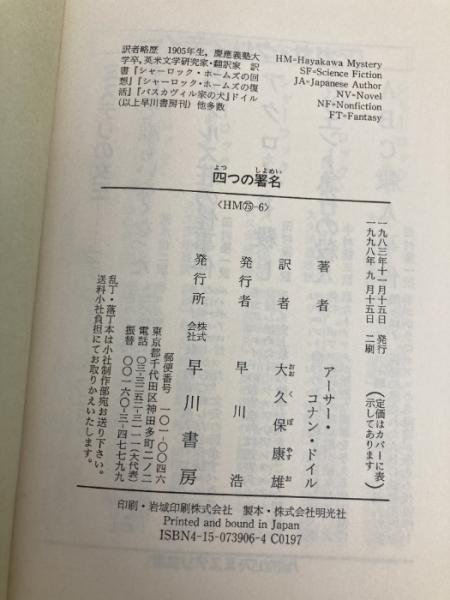 訳者略歴 1905年生，慶應義塾大
学卒，英米文学研究家・翻訳家 訳
書『シャーロック・ホームズの回
想』『シャーロック・ホームズの復
活』『バスカヴィル家の犬』ドイル
(以上早川書房刊) 他多数
HM=Hayakawa Mystery
SF=Science Fiction
JA=Japanese Author
NV=Novel
NF=Nonfiction
FT=Fantasy
よつ しよめい
四つの署名
〈HM75-6〉
一九八三年十一月十五日 発行
一九九八年 九 月十五日 二刷
（定価はカバーに表
示してあります）
著者 アーサー・コナン・ドイル
訳者 大久保康雄
おお く ぼ やす お
発行者 早川 浩
発行所 株式会社 早川書房
郵便番号 一〇一-〇〇四六
東京都千代田区神田多町二ノ二
電話 〇三-三二五二-三一一一(大代表)
振替 〇〇一六〇-三-四七七九九
乱丁・落丁本は小社制作部宛お送り下さい。
送料小社負担にてお取りかえいたします。
印刷・岩城印刷株式会社 製本・株式会社明光社
Printed and bound in Japan
ISBN4-15-073906-4 C0197